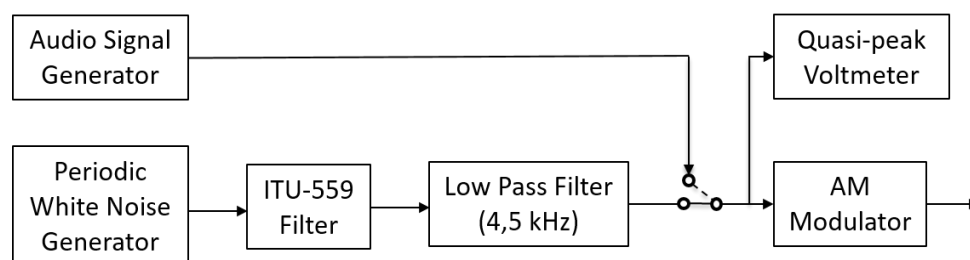 Audio Signal
Generator
Quasi-peak
Voltmeter
Periodic
White Noise
Generator
ITU-559
Filter
Low Pass Filter
(4,5 kHz)
AM
Modulator